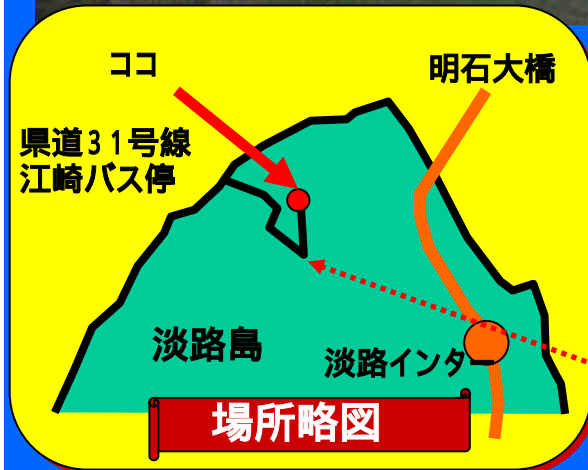 ココ
明石大橋
県道31号線
江崎バス停
淡路島
淡路インター
場所略図